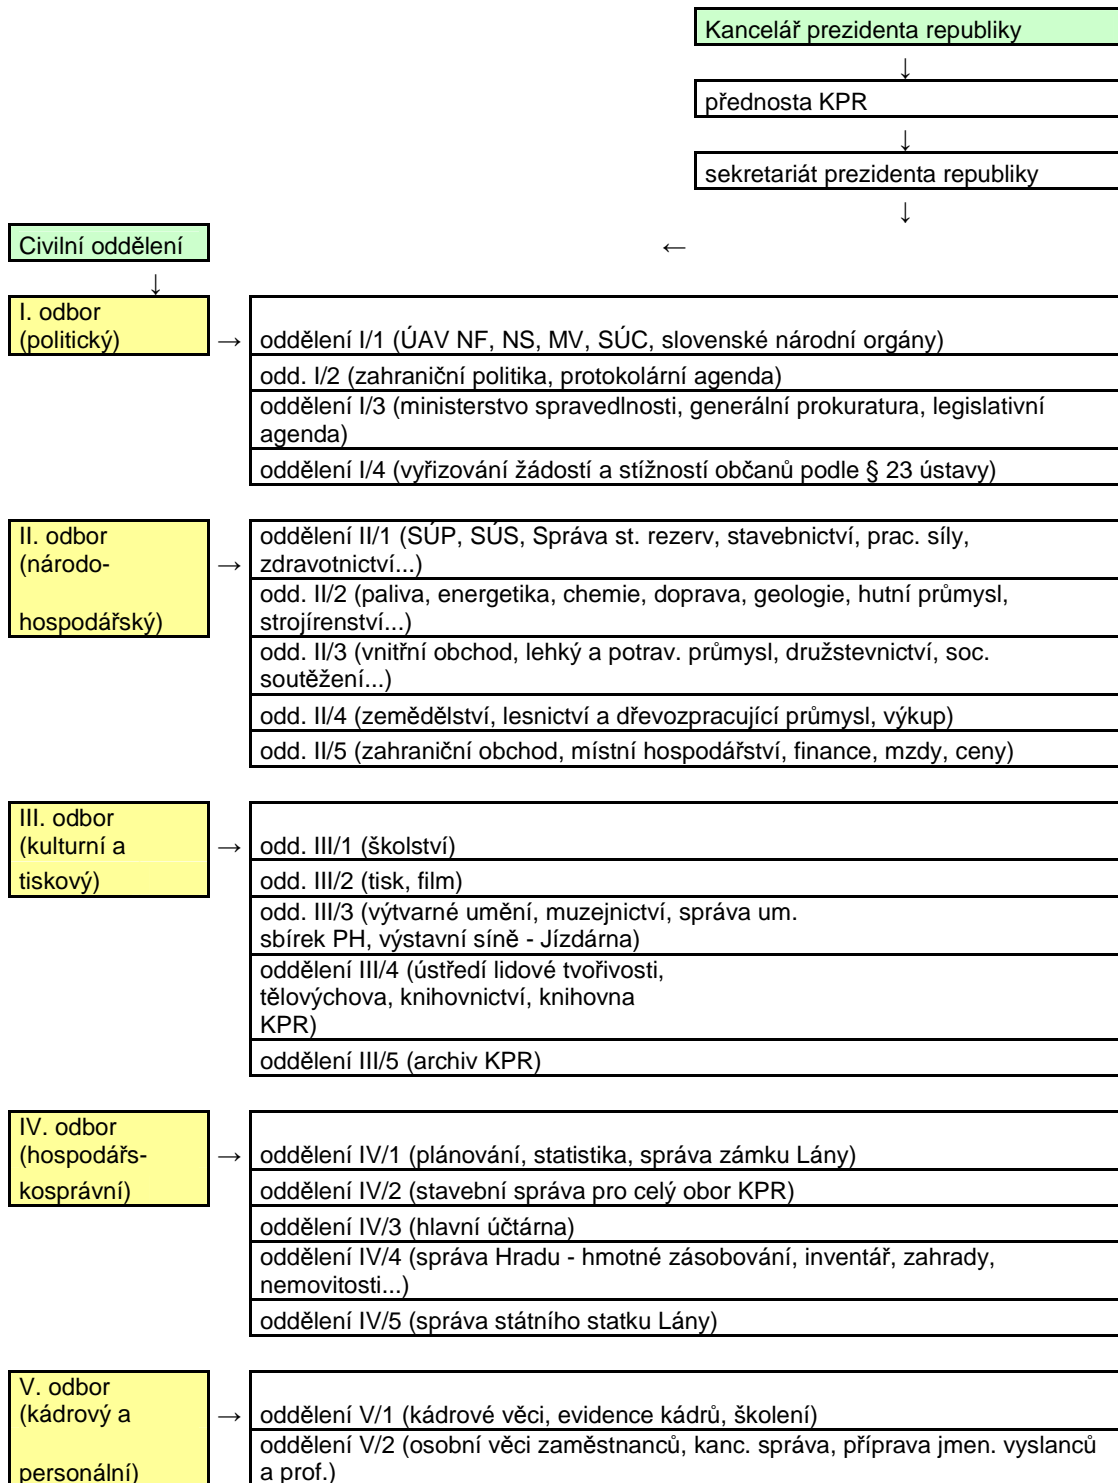 Kancelář prezidenta republiky
↓
přednosta KPR
↓
sekretariát prezidenta republiky
↓
Civilní oddělení
←
↓
I. odbor
(politický)
→
oddělení I/1 (ÚAV NF, NS, MV, SÚC, slovenské národní orgány)
odd. I/2 (zahraniční politika, protokolární agenda)
oddělení I/3 (ministerstvo spravedlnosti, generální prokuratura, legislativní
agenda)
oddělení I/4 (vyřizování žádostí a stížností občanů podle § 23 ústavy)
II. odbor
(národo-
hospodářský)
→
oddělení II/1 (SÚP, SÚS, Správa st. rezerv, stavebnictví, prac. síly,
zdravotnictví...)
odd. II/2 (paliva, energetika, chemie, doprava, geologie, hutní průmysl,
strojírenství...)
odd. II/3 (vnitřní obchod, lehký a potrav. průmysl, družstevnictví, soc.
soutěžení...)
odd. II/4 (zemědělství, lesnictví a dřevozpracující průmysl, výkup)
odd. II/5 (zahraniční obchod, místní hospodářství, finance, mzdy, ceny)
III. odbor
(kulturní a
tiskový)
→
odd. III/1 (školství)
odd. III/2 (tisk, film)
odd. III/3 (výtvarné umění, muzejnictví, správa um.
sbírek PH, výstavní síně - Jízdárna)
oddělení III/4 (ústředí lidové tvořivosti,
tělovýchova, knihovnictví, knihovna
KPR)
oddělení III/5 (archiv KPR)
IV. odbor
(hospodářs-
kosprávní)
→
oddělení IV/1 (plánování, statistika, správa zámku Lány)
oddělení IV/2 (stavební správa pro celý obor KPR)
oddělení IV/3 (hlavní účtárna)
oddělení IV/4 (správa Hradu - hmotné zásobování, inventář, zahrady,
nemovitosti...)
oddělení IV/5 (správa státního statku Lány)
V. odbor
(kádrový a
personální)
→
oddělení V/1 (kádrové věci, evidence kádrů, školení)
oddělení V/2 (osobní věci zaměstnanců, kanc. správa, příprava jmen. vyslanců
a prof.)